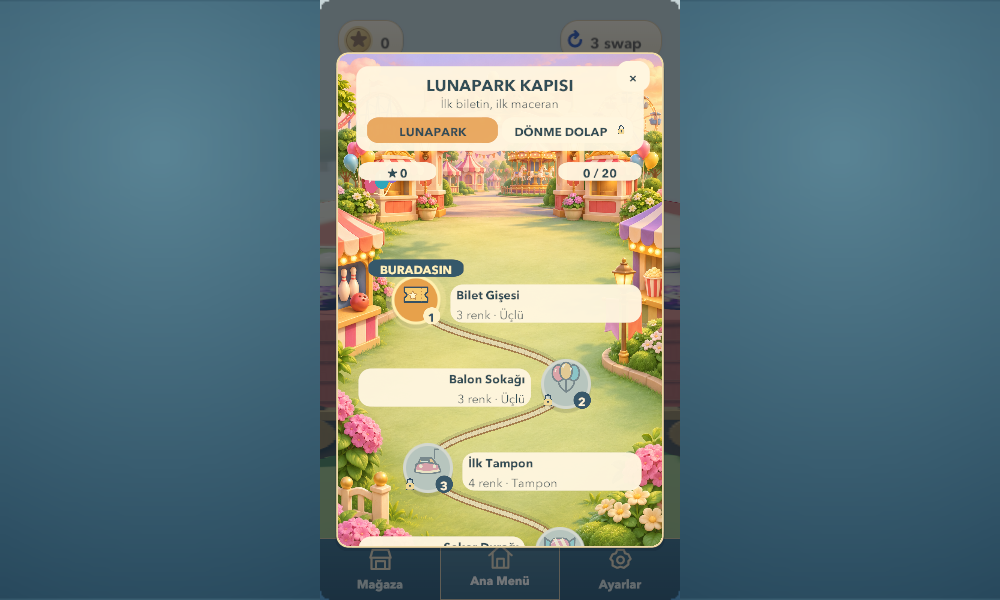 0
3 swap
LUNAPARK KAPISI
×
İlk biletin, ilk maceran
LUNAPARK
DÖNME DOLAP
★ 0
0 / 20
BURADASIN
1
Bilet Gişesi
3 renk · Üçlü
Balon Sokağı
3 renk · Üçlü
2
İlk Tampon
4 renk · Tampon
3
Mağaza
Ana Menü
Ayarlar